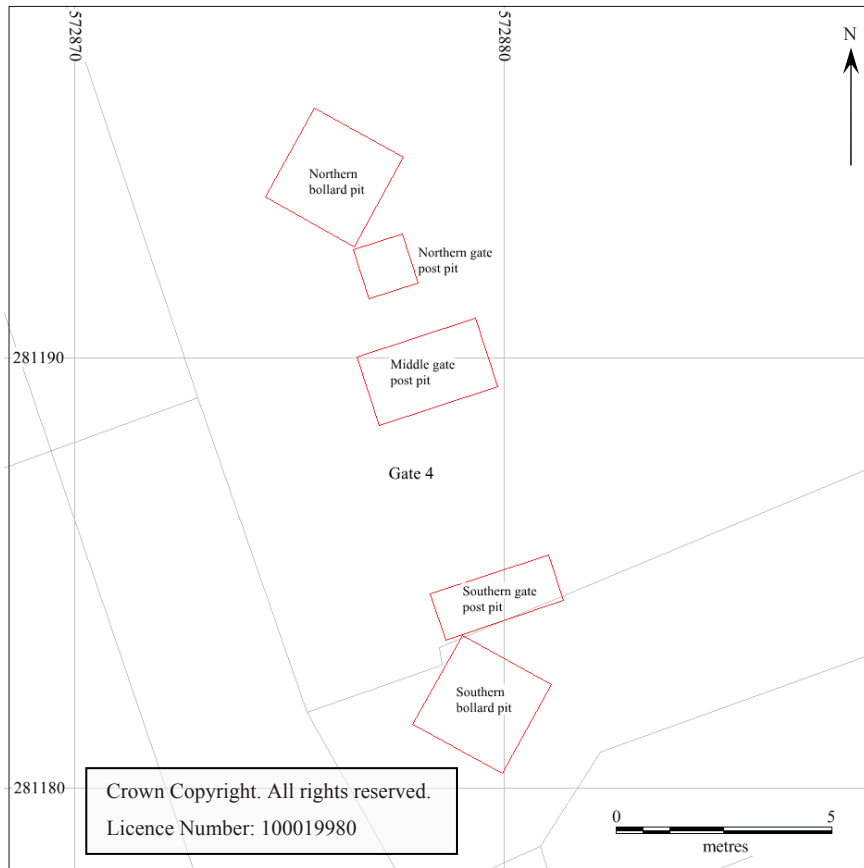 572870
572880
N
Northern
bollard pit
Northern gate
post pit
281190
Middle gate
post pit
Gate 4
Southern gate
post pit
Southern
bollard pit
281180
Crown Copyright. All rights reserved.
Licence Number: 100019980
0 5
metres